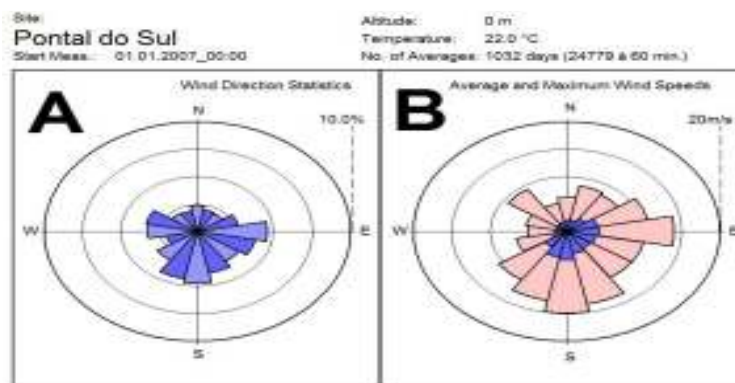 Site:
Pontal do Sul
Start Meas.: 01.01.2007_00:00
Altitude: 0 m
Temperature: 22.0 °C
No. of Averages: 1032 days (24779 à 60 min.)
A
Wind Direction Statistics
N
10.0%
W
E
S
B
Average and Maximum Wind Speeds
N
20m/s
W
E
S